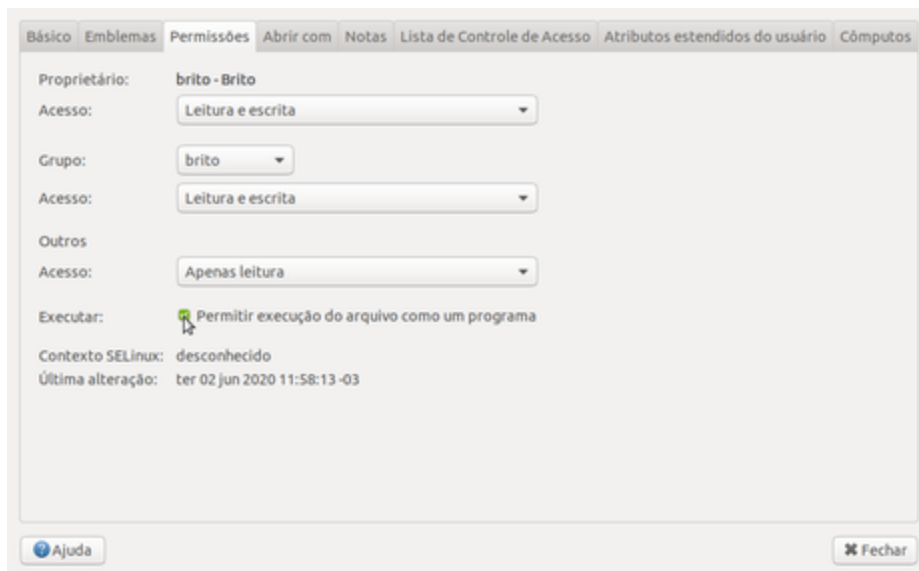 Básico Emblemas Permissões Abrir com Notas Lista de Controle de Acesso Atributos estendidos do usuário Cômputos
Proprietário: brito - Brito
Acesso: Leitura e escrita
Grupo: brito
Acesso: Leitura e escrita
Outros
Acesso: Apenas leitura
Executar: Permitir execução do arquivo como um programa
Contexto SELinux: desconhecido
Última alteração: ter 02 jun 2020 11:58:13 -03
Ajuda Fechar